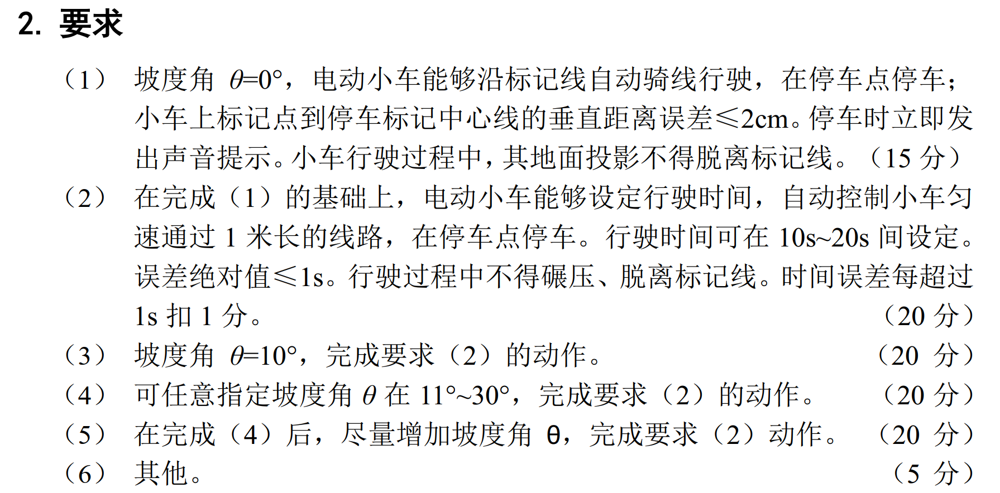 2. 要求
（1） 坡度角 θ=0°，电动小车能够沿标记线自动骑线行驶，在停车点停车；
小车上标记点到停车标记中心线的垂直距离误差≤2cm。停车时立即发
出声音提示。小车行驶过程中，其地面投影不得脱离标记线。（15 分）
（2） 在完成（1）的基础上，电动小车能够设定行驶时间，自动控制小车匀
速通过 1 米长的线路，在停车点停车。行驶时间可在 10s~20s 间设定。
误差绝对值≤1s。行驶过程中不得碾压、脱离标记线。时间误差每超过
1s 扣 1 分。 （20 分）
（3） 坡度角 θ=10°，完成要求（2）的动作。 （20 分）
（4） 可任意指定坡度角 θ 在 11°~30°，完成要求（2）的动作。 （20 分）
（5） 在完成（4）后，尽量增加坡度角 θ，完成要求（2）动作。 （20 分）
（6） 其他。 （5 分）